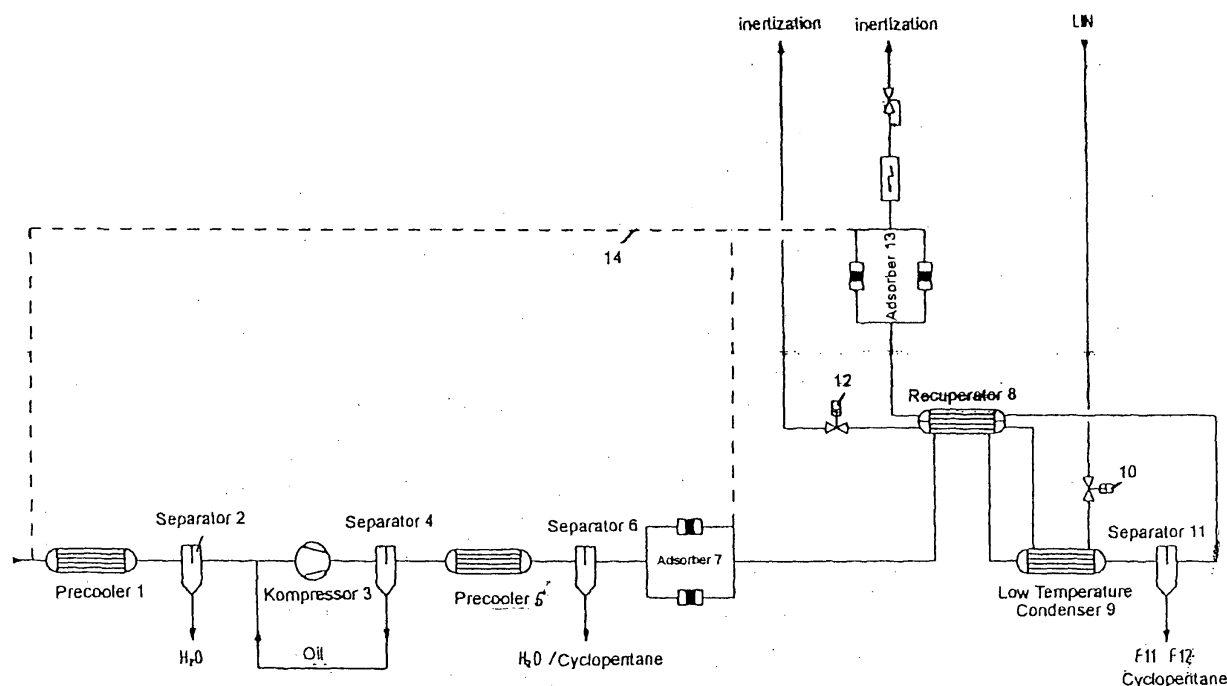 inertization
inertization
LIN
14
Adsorber 13
12
Recuperator 8
10
Separator 2
Separator 4
Separator 6
Separator 11
Precooler 1
Kompressor 3
Precooler 5
Adsorber 7
Low Temperature
Condenser 9
H2O
Oil
H2O / Cyclopentane
F11 F12
Cyclopentane